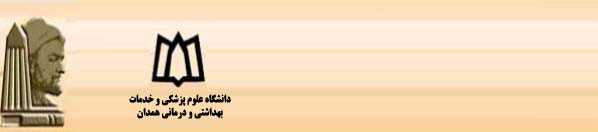 دانشگاه علوم پزشکی و خدمات
بهداشتی و درمانی همدان